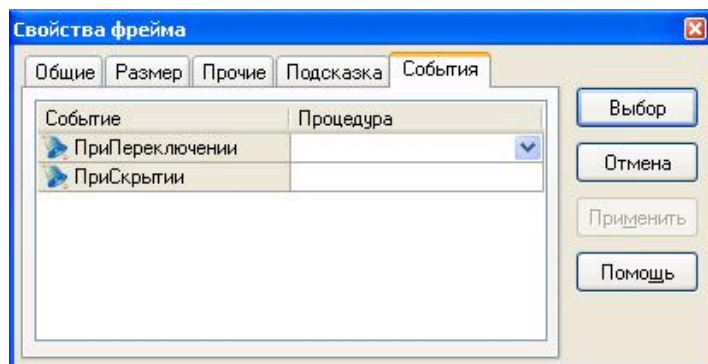 Свойства фрейма
Общие Размер Прочие Подсказка События
Событие Процедура
ПриПереключении
ПриСкрытии
Выбор
Отмена
Применить
Помощь